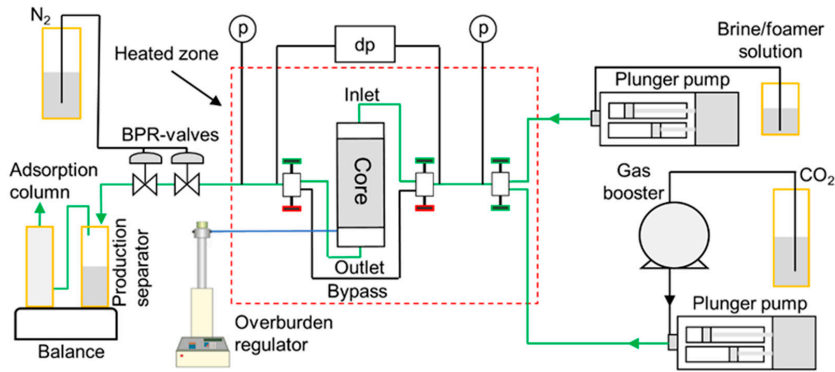 N2
p
dp
p
Brine/foamer
solution
Heated zone
Plunger pump
Inlet
BPR-valves
Core
Adsorption
column
Gas
booster
CO2
Production
separator
Outlet
Bypass
Overburden
regulator
Plunger pump
Balance